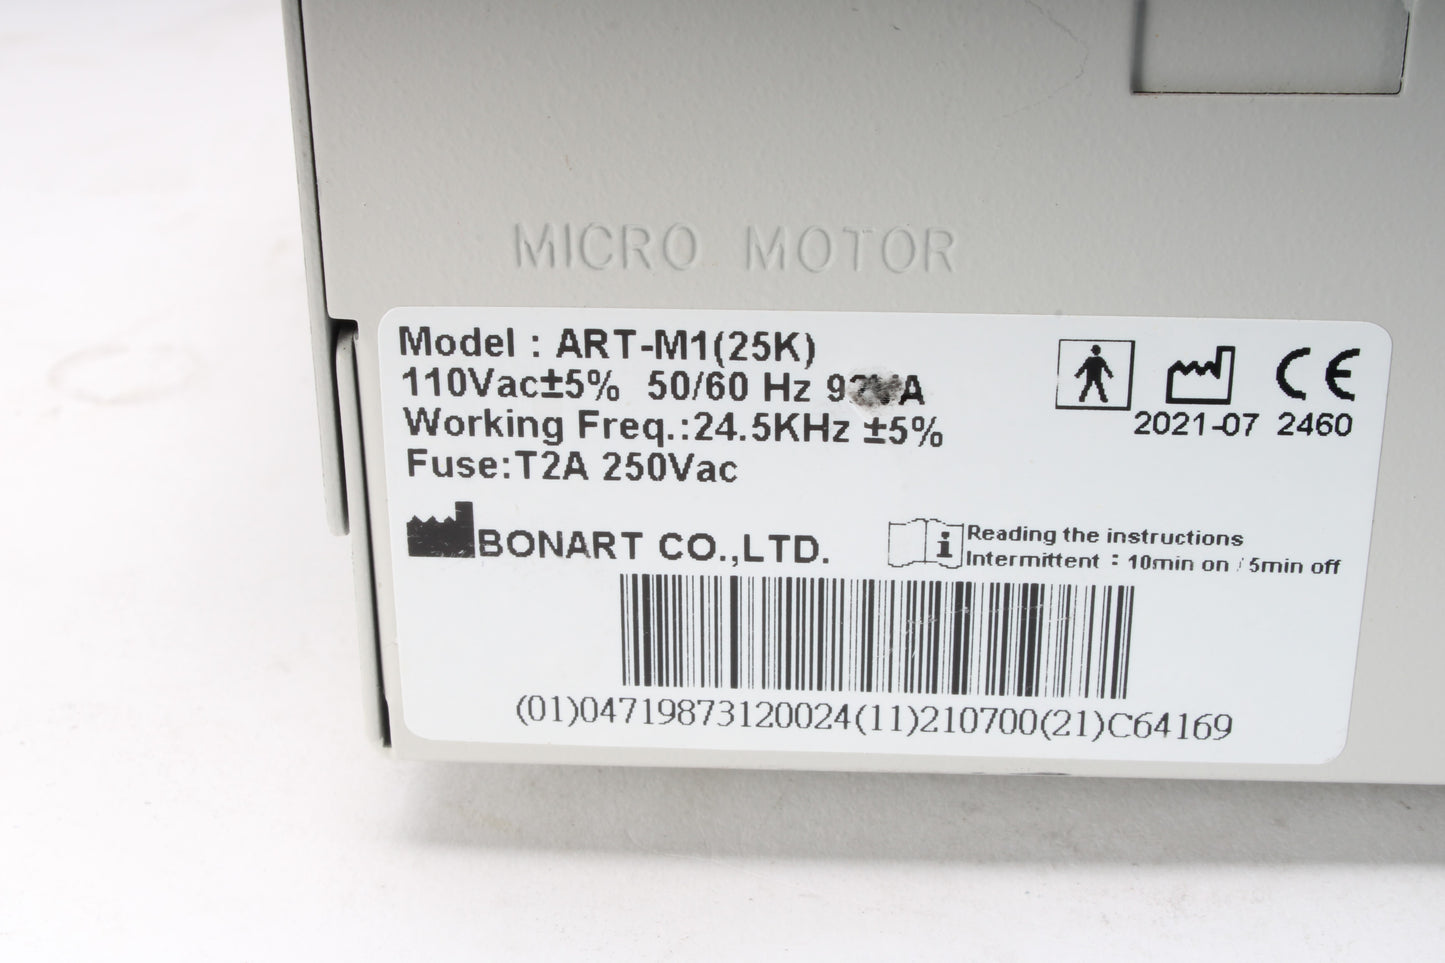 MICRO MOTOR
Model : ART-M1(25K)
110Vac±5% 50/60 Hz
Working Freq.:24.5KHz ±5%
Fuse:T2A 250Vac
2021-07 2460
BONART CO.,LTD.
Reading the instructions
Intermittent : 10min on / 5min off
(01)04719873120024(11)210700(21)C64169